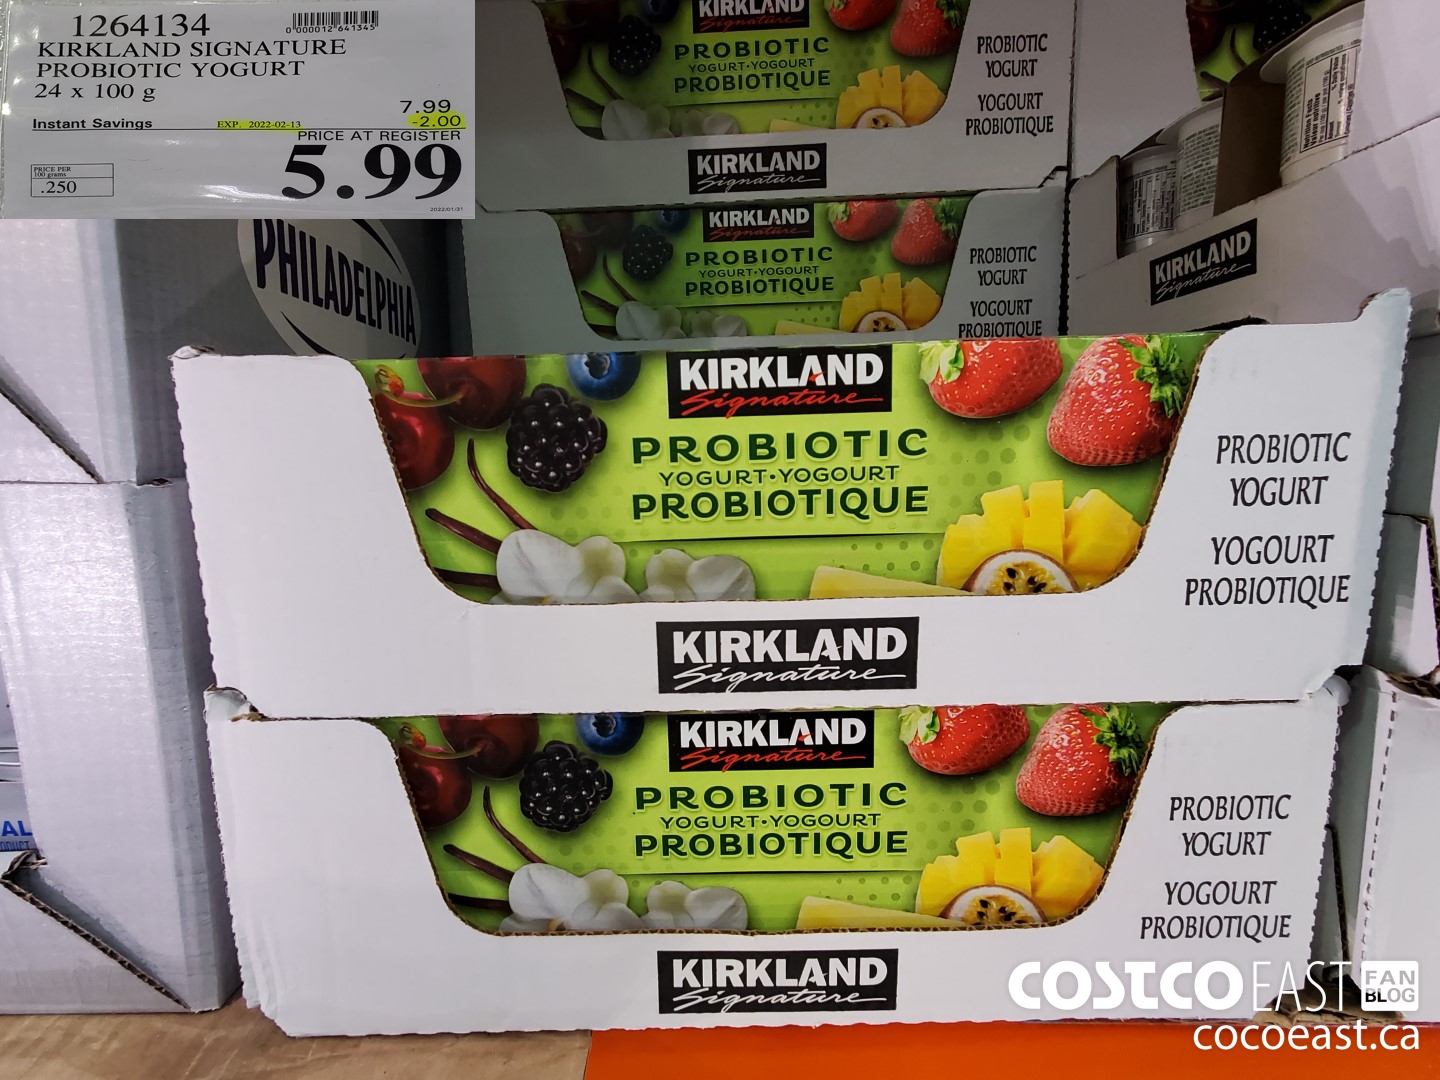 1264134
0 000012 641345
KIRKLAND SIGNATURE
PROBIOTIC YOGURT
24 x 100 g
7.99
Instant Savings EXP. 2022-02-13 -2.00
PRICE AT REGISTER
5.99
PRICE PER
100 grams
.250
2022/01/31
PHILADELPHIA
KIRKLAND
Signature
PROBIOTIC
YOGURT·YOGOURT
PROBIOTIQUE
PROBIOTIC
YOGURT
YOGOURT
PROBIOTIQUE
KIRKLAND
Signature
KIRKLAND
Signature
PROBIOTIC
YOGURT·YOGOURT
PROBIOTIQUE
PROBIOTIC
YOGURT
YOGOURT
PROBIOTIQUE
KIRKLAND
Signature
KIRKLAND
Signature
PROBIOTIC
YOGURT·YOGOURT
PROBIOTIQUE
PROBIOTIC
YOGURT
YOGOURT
PROBIOTIQUE
KIRKLAND
Signature
KIRKLAND
Signature
PROBIOTIC
YOGURT·YOGOURT
PROBIOTIQUE
PROBIOTIC
YOGURT
YOGOURT
PROBIOTIQUE
KIRKLAND
Signature
AL
COSTCO EAST FAN BLOG
cocoeast.ca